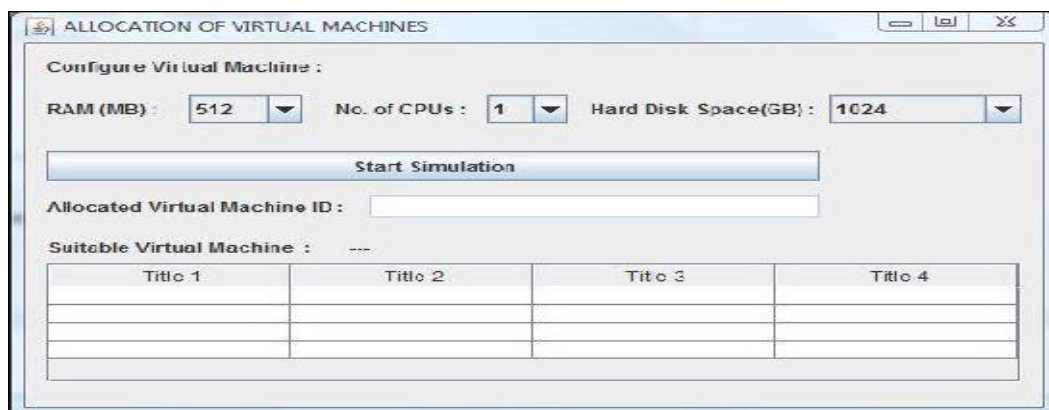 ALLOCATION OF VIRTUAL MACHINES
Configure Virtual Machine :
RAM (MB) : 512 No. of CPUs : 1 Hard Disk Space(GB) : 1024
Start Simulation
Allocated Virtual Machine ID :
Suitable Virtual Machine : ---
Title 1 Title 2 Title 3 Title 4